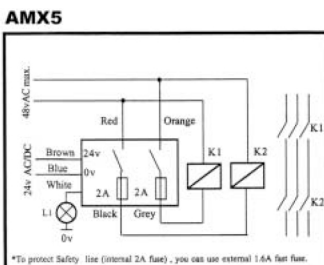 AMX5
48vAC max.
Red
Orange
K1
K2
K1
24v AC/DC
Brown
24v
Blue
0v
White
2A
2A
K2
L1
Black
Grey
0v
*To protect Safety line (internal 2A fuse) , you can use external 1.6A fast fuse.